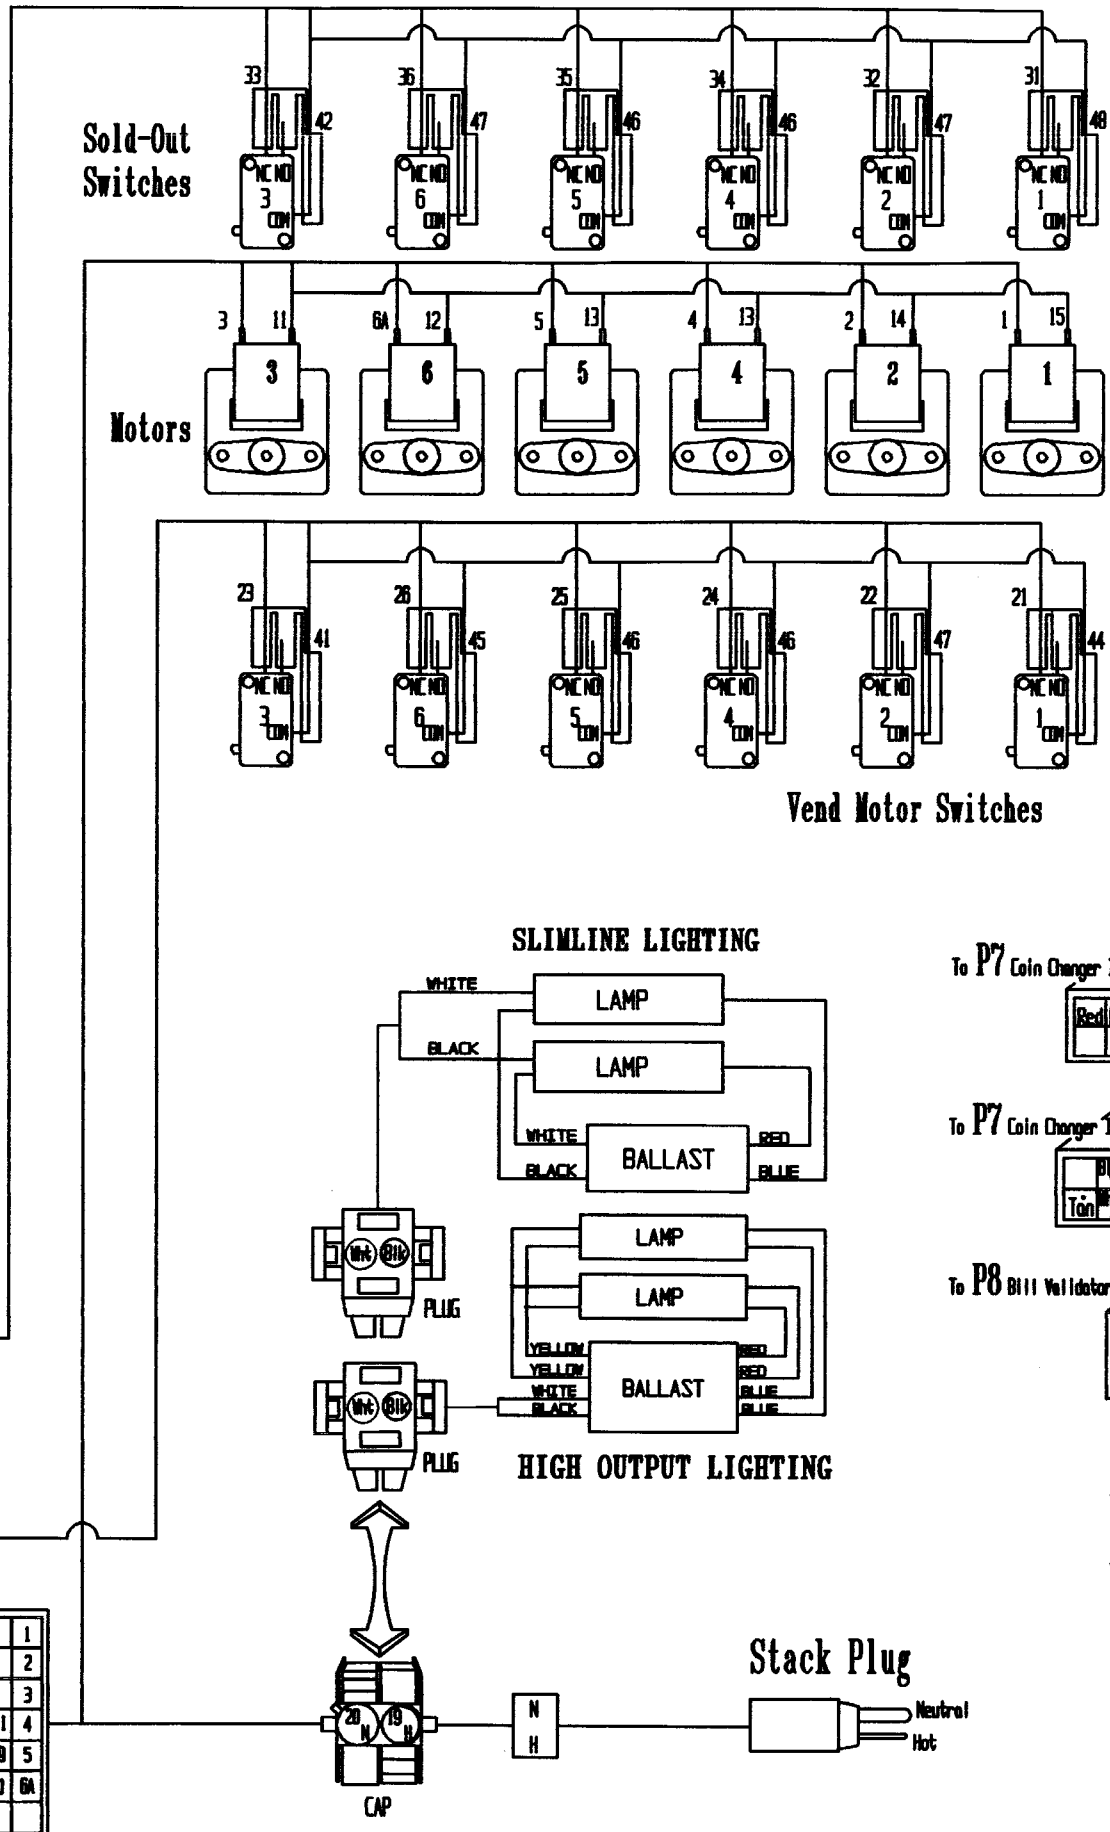 33 36 35 34 32 31
42 47 46 46 47 48
Sold-Out
Switches
NC NO NC NO NC NO NC NO NC NO NC NO
3 6 5 4 2 1
COM COM COM COM COM COM
3 11 6A 12 5 13 4 13 2 14 1 15
3 6 5 4 2 1
Motors
23 26 25 24 22 21
41 45 46 46 47 44
NC NO NC NO NC NO NC NO NC NO NC NO
3 6 5 4 2 1
COM COM COM COM COM COM
Vend Motor Switches
SLIMLINE LIGHTING
WHITE
LAMP
BLACK
LAMP
WHITE
BALLAST
RED
BLACK
BLUE
To P7 Coin Changer
Red
To P7 Coin Changer
Tan
To P8 Bill Validator
Wht Blk
PLUG
LAMP
LAMP
YELLOW
RED
YELLOW
RED
WHITE
BALLAST
BLUE
BLACK
BLUE
Wht Blk
PLUG
HIGH OUTPUT LIGHTING
1
2
3
4
5
6A
20 N 19 H
CAP
N
H
Stack Plug
Neutral
Hot